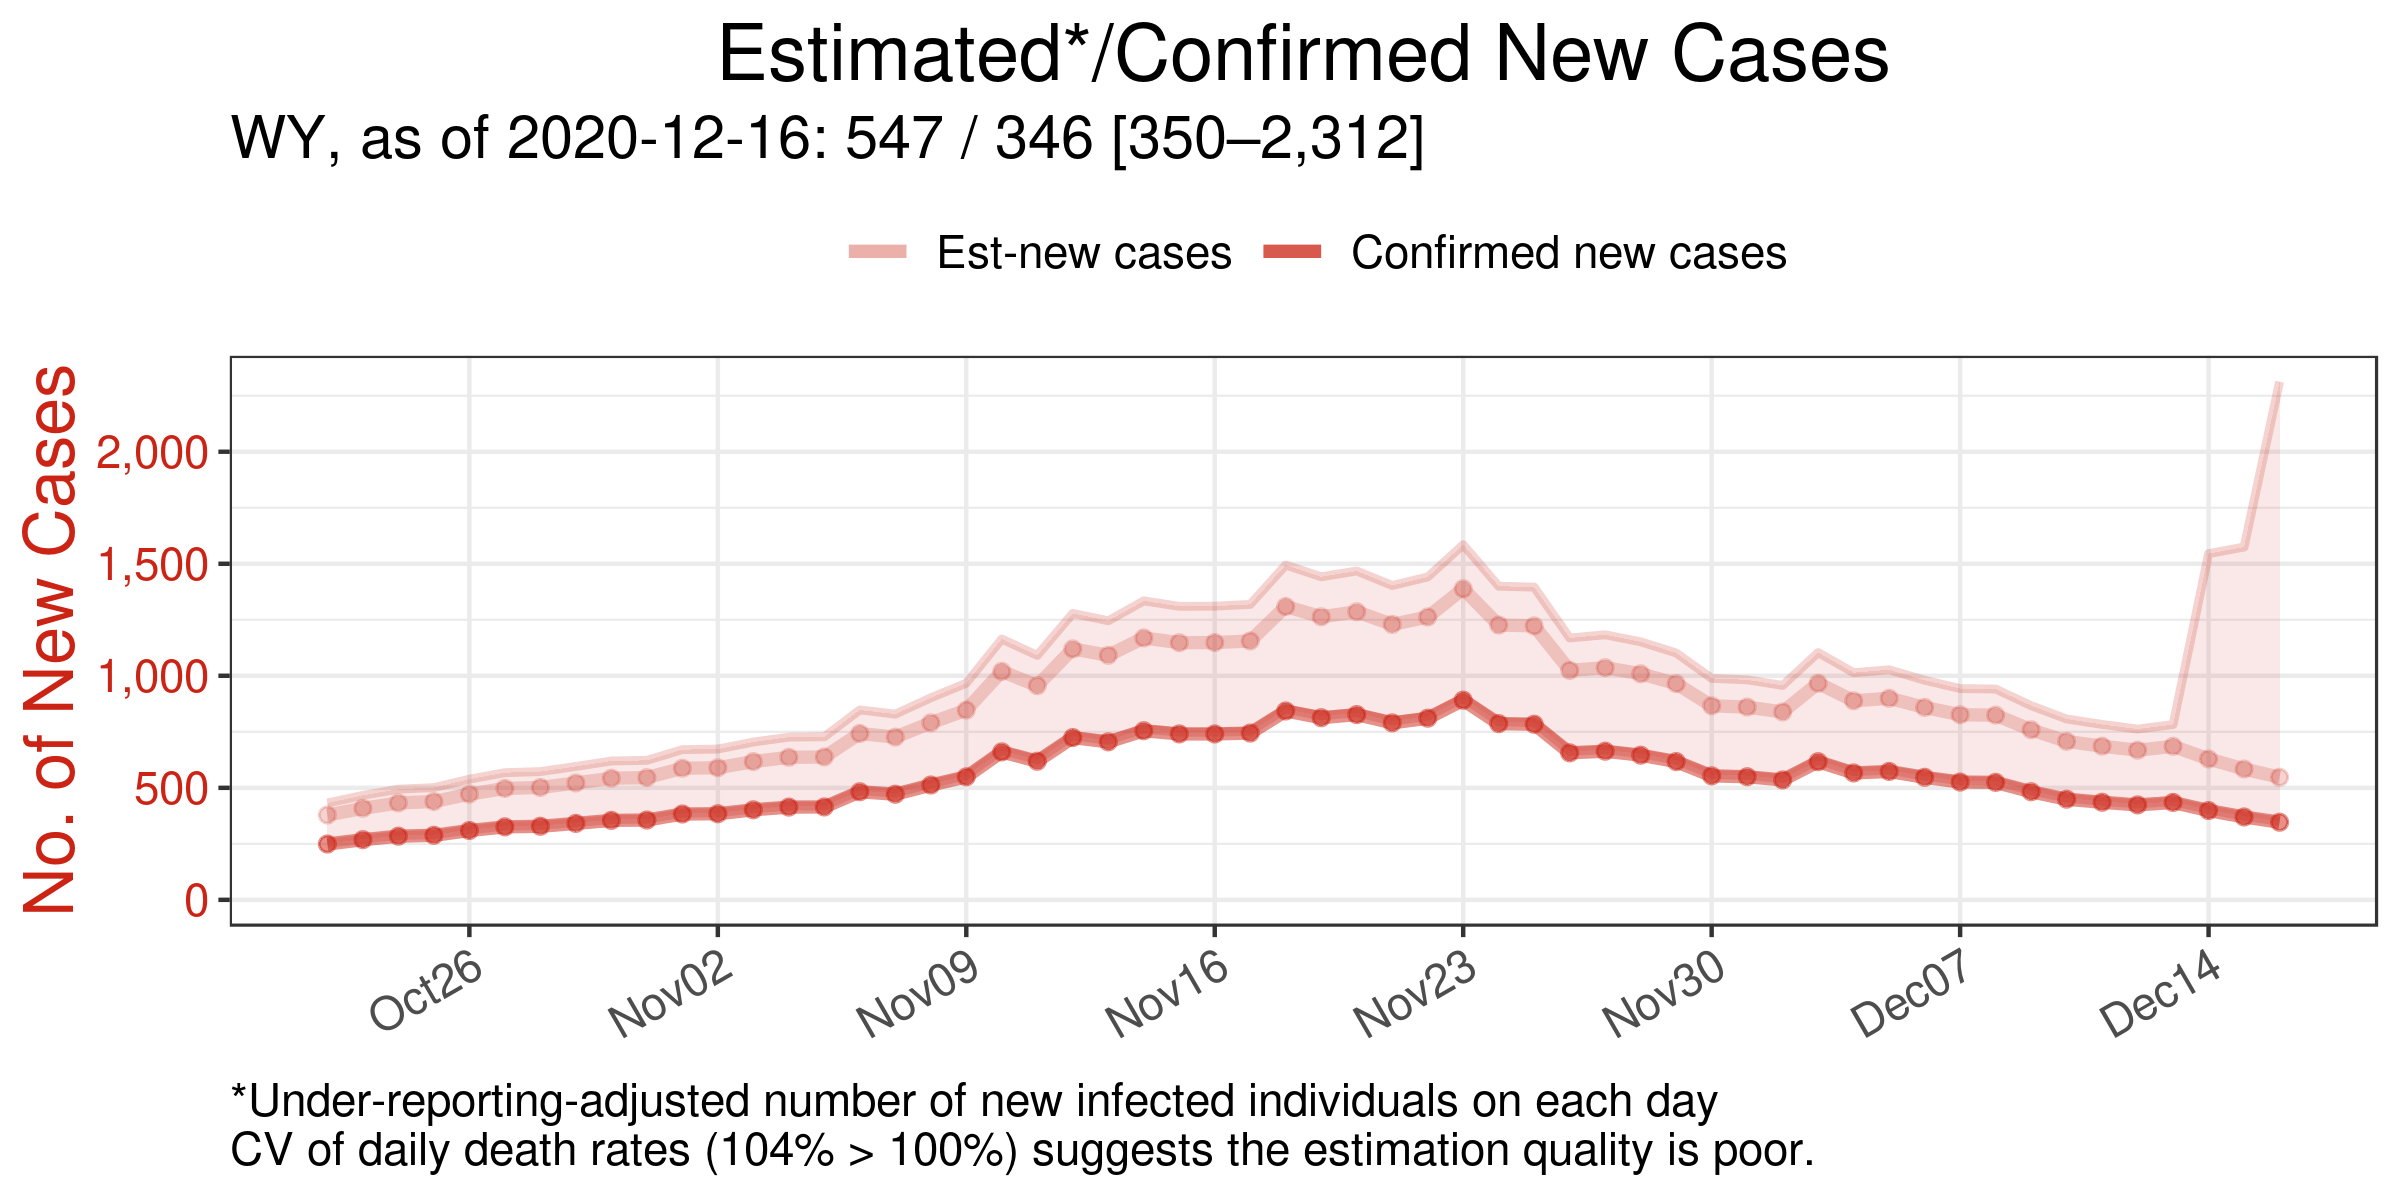 Estimated*/Confirmed New Cases
WY, as of 2020-12-16: 547 / 346 [350–2,312]
Est-new cases
Confirmed new cases
No. of New Cases
2,000
1,500
1,000
500
0
Oct26
Nov02
Nov09
Nov16
Nov23
Nov30
Dec07
Dec14
*Under-reporting-adjusted number of new infected individuals on each day
CV of daily death rates (104% > 100%) suggests the estimation quality is poor.